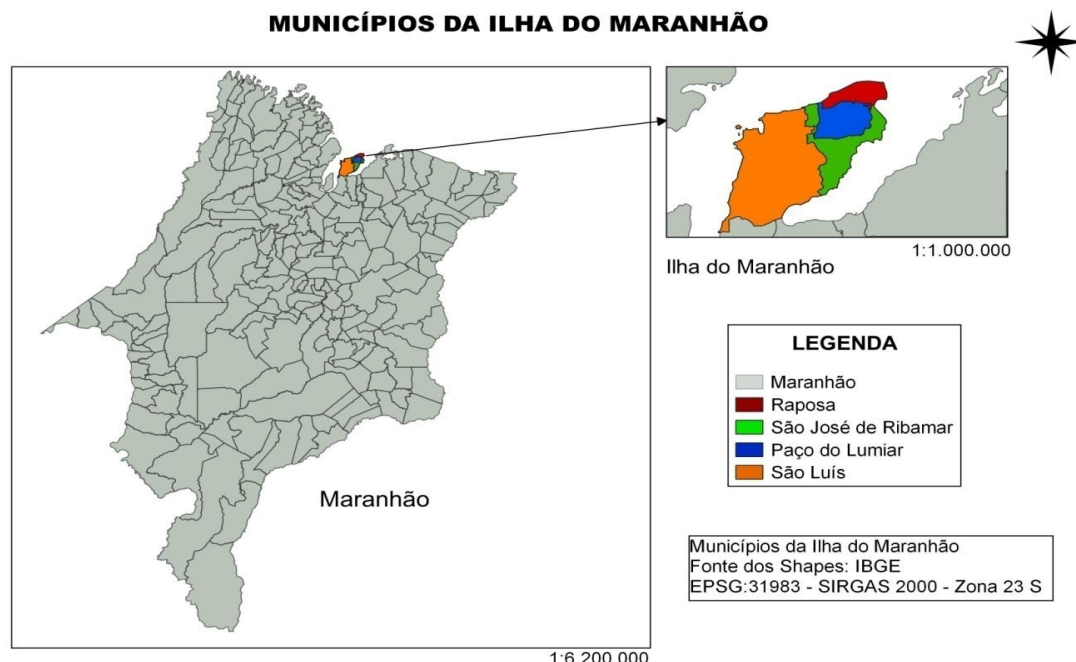 MUNICÍPIOS DA ILHA DO MARANHÃO
Maranhão
1:6.200.000
1:1.000.000
Ilha do Maranhão
LEGENDA
Maranhão
Raposa
São José de Ribamar
Paço do Lumiar
São Luís
Municípios da Ilha do Maranhão
Fonte dos Shapes: IBGE
EPSG:31983 - SIRGAS 2000 - Zona 23 S